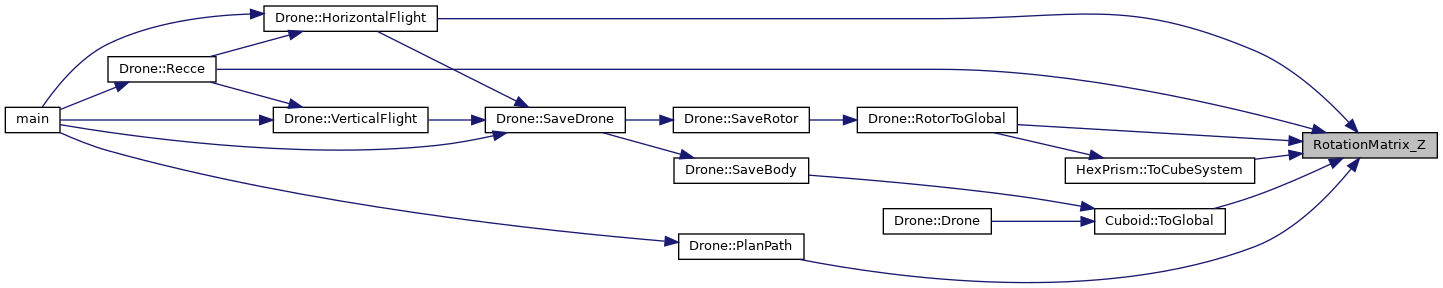 Drone::HorizontalFlight
Drone::Recce
main
Drone::VerticalFlight
Drone::SaveDrone
Drone::SaveRotor
Drone::RotorToGlobal
RotationMatrix_Z
Drone::SaveBody
HexPrism::ToCubeSystem
Drone::Drone
Cuboid::ToGlobal
Drone::PlanPath